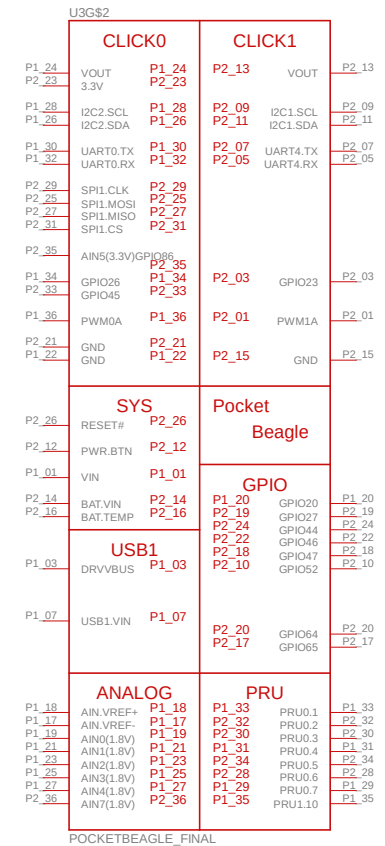 U3G$2
CLICK0 CLICK1
P1_24 VOUT P1_24 P2_13 VOUT P2_13
P2_23 3.3V P2_23
P1_28 I2C2.SCL P1_28 P2_09 I2C1.SCL P2_09
P1_26 I2C2.SDA P1_26 P2_11 I2C1.SDA P2_11
P1_30 UART0.TX P1_30 P2_07 UART4.TX P2_07
P1_32 UART0.RX P1_32 P2_05 UART4.RX P2_05
P2_29 SPI1.CLK P2_29
P2_25 SPI1.MOSI P2_25
P2_27 SPI1.MISO P2_27
P2_31 SPI1.CS P2_31
P2_35 AIN5(3.3V)GPIO86 P2_35
P1_34 GPIO26 P1_34 P2_03 GPIO23 P2_03
P2_33 GPIO45 P2_33
P1_36 PWM0A P1_36 P2_01 PWM1A P2_01
P2_21 GND P2_21
P1_22 GND P1_22 P2_15 GND P2_15
SYS Pocket
P2_26 RESET# P2_26
Beagle
P2_12 PWR.BTN P2_12
P1_01 VIN P1_01
GPIO
P2_14 BAT.VIN P2_14 P1_20 GPIO20 P1_20
P2_16 BAT.TEMP P2_16 P2_19 GPIO27 P2_19
P2_24 GPIO44 P2_24
P2_22 GPIO46 P2_22
USB1 P2_18 GPIO47 P2_18
P1_03 DRVVBUS P1_03 P2_10 GPIO52 P2_10
P1_07 USB1.VIN P1_07
P2_20 GPIO64 P2_20
P2_17 GPIO65 P2_17
ANALOG PRU
P1_18 AIN.VREF+ P1_18 P1_33 PRU0.1 P1_33
P1_17 AIN.VREF- P1_17 P2_32 PRU0.2 P2_32
P1_19 AIN0(1.8V) P1_19 P2_30 PRU0.3 P2_30
P1_21 AIN1(1.8V) P1_21 P1_31 PRU0.4 P1_31
P1_23 AIN2(1.8V) P1_23 P2_34 PRU0.5 P2_34
P1_25 AIN3(1.8V) P1_25 P2_28 PRU0.6 P2_28
P1_27 AIN4(1.8V) P1_27 P1_29 PRU0.7 P1_29
P2_36 AIN7(1.8V) P2_36 P1_35 PRU1.10 P1_35
POCKETBEAGLE_FINAL